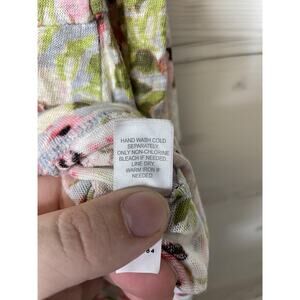 HAND WASH COLD
SEPARATELY.
ONLY NON-CHLORINE
BLEACH IF NEEDED.
LINE DRY.
WARM IRON IF
NEEDED.